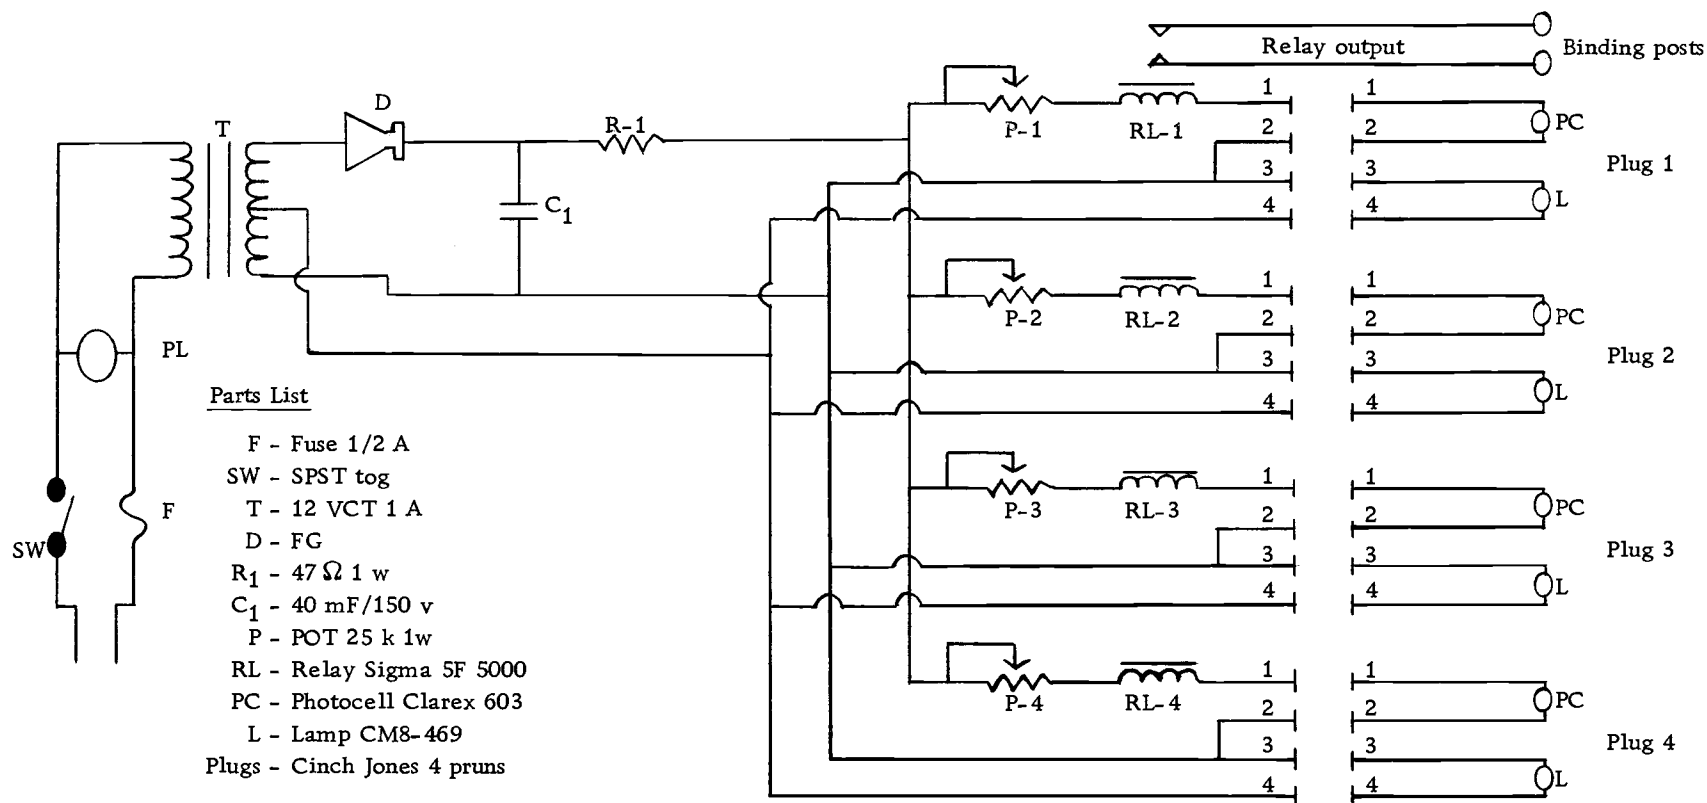 Relay output
Binding posts
T
D
R-1
C1
PL
F
SW
P-1
RL-1
1
2
3
4
1
2
3
4
PC
L
Plug 1
P-2
RL-2
1
2
3
4
1
2
3
4
PC
L
Plug 2
P-3
RL-3
1
2
3
4
1
2
3
4
PC
L
Plug 3
P-4
RL-4
1
2
3
4
1
2
3
4
PC
L
Plug 4
Parts List
F - Fuse 1/2 A
SW - SPST tog
T - 12 VCT 1 A
D - FG
R1 - 47 Ω 1 w
C1 - 40 mF/150 v
P - POT 25 k 1w
RL - Relay Sigma 5F 5000
PC - Photocell Clarex 603
L - Lamp CM8-469
Plugs - Cinch Jones 4 pruns